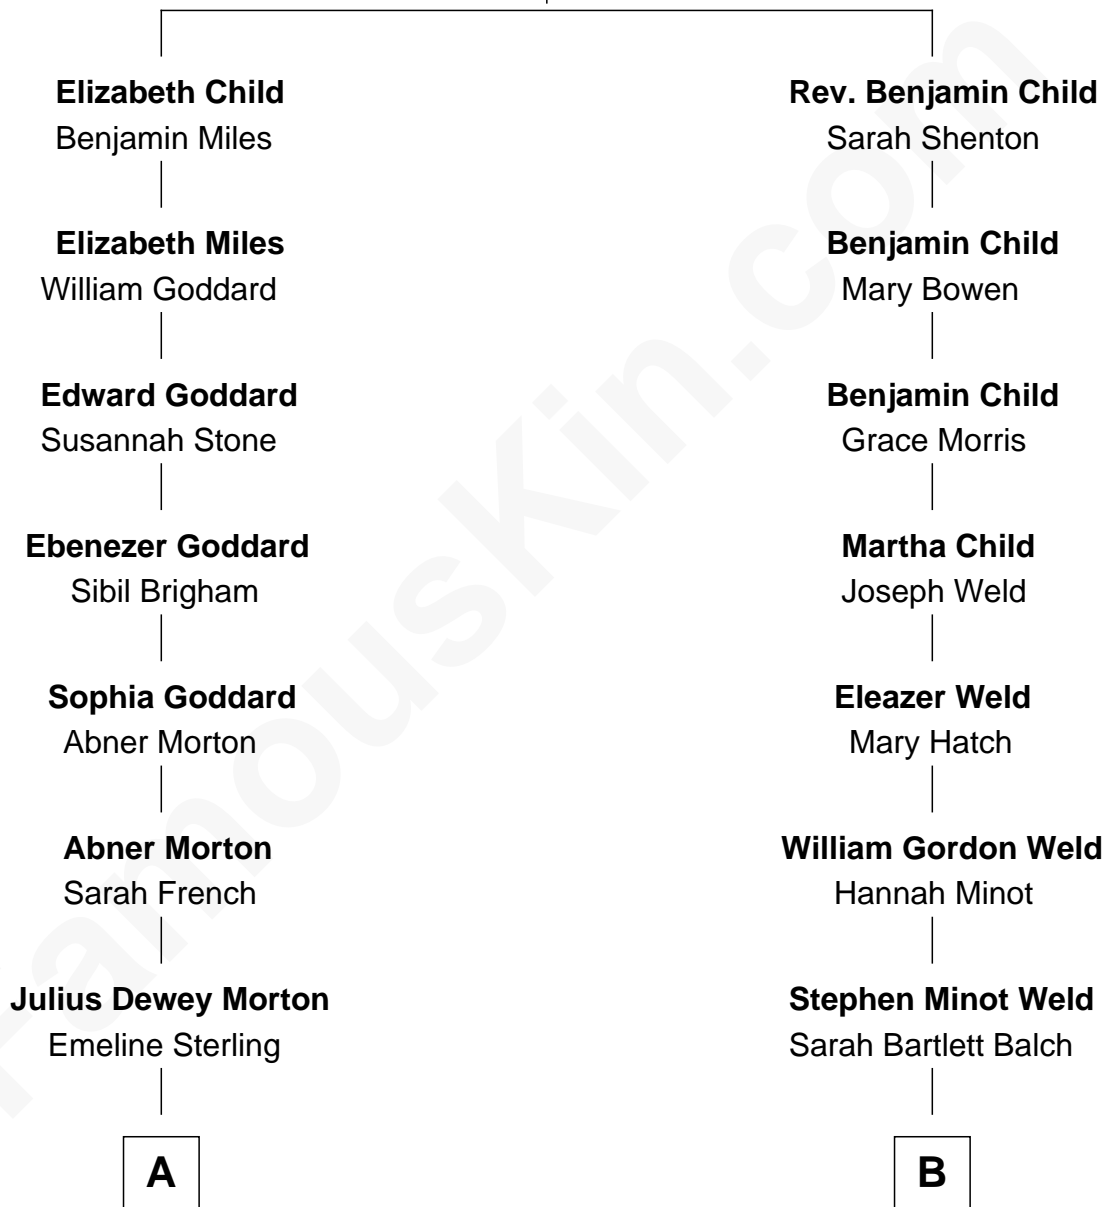 Elizabeth Child
Benjamin Miles
Elizabeth Miles
William Goddard
Edward Goddard
Susannah Stone
Ebenezer Goddard
Sibil Brigham
Sophia Goddard
Abner Morton
Abner Morton
Sarah French
Julius Dewey Morton
Emeline Sterling
A
Rev. Benjamin Child
Sarah Shenton
Benjamin Child
Mary Bowen
Benjamin Child
Grace Morris
Martha Child
Joseph Weld
Eleazer Weld
Mary Hatch
William Gordon Weld
Hannah Minot
Stephen Minot Weld
Sarah Bartlett Balch
B
FamousKin.com